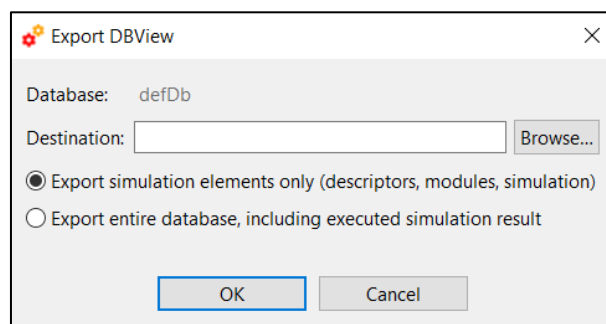 Export DBView
Database: defDb
Destination: Browse...
Export simulation elements only (descriptors, modules, simulation)
Export entire database, including executed simulation result
OK Cancel